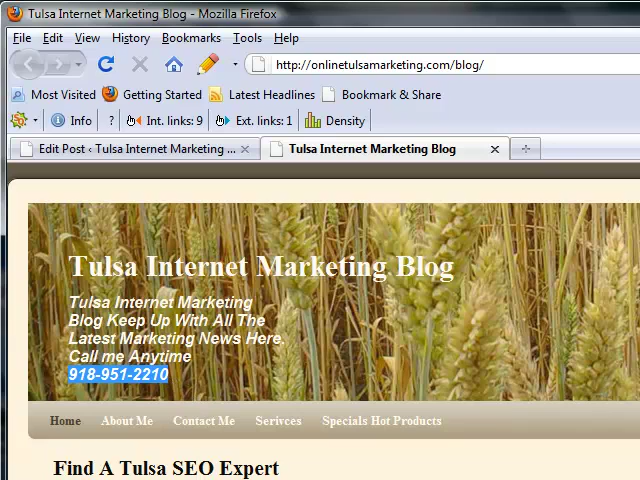 Tulsa Internet Marketing Blog - Mozilla Firefox
File Edit View History Bookmarks Tools Help
http://onlinetulsamarketing.com/blog/
Most Visited Getting Started Latest Headlines Bookmark & Share
Info ? Int. links: 9 Ext. links: 1 Density
Edit Post ‹ Tulsa Internet Marketing ... Tulsa Internet Marketing Blog
Tulsa Internet Marketing Blog
Tulsa Internet Marketing
Blog Keep Up With All The
Latest Marketing News Here.
Call me Anytime
918-951-2210
Home About Me Contact Me Serivces Specials Hot Products
Find A Tulsa SEO Expert